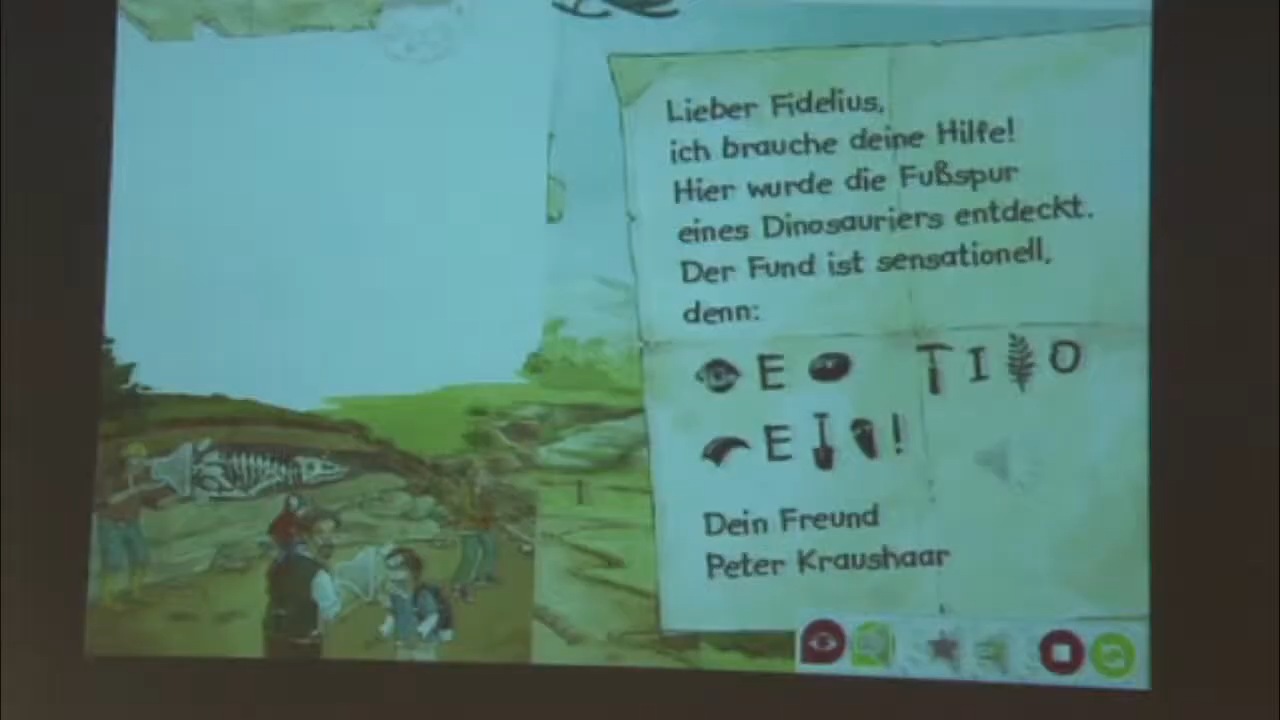 Lieber Fidelius,
ich brauche deine Hilfe!
Hier wurde die Fußspur
eines Dinosauriers entdeckt.
Der Fund ist sensationell,
denn:
E T I O
E !
Dein Freund
Peter Kraushaar